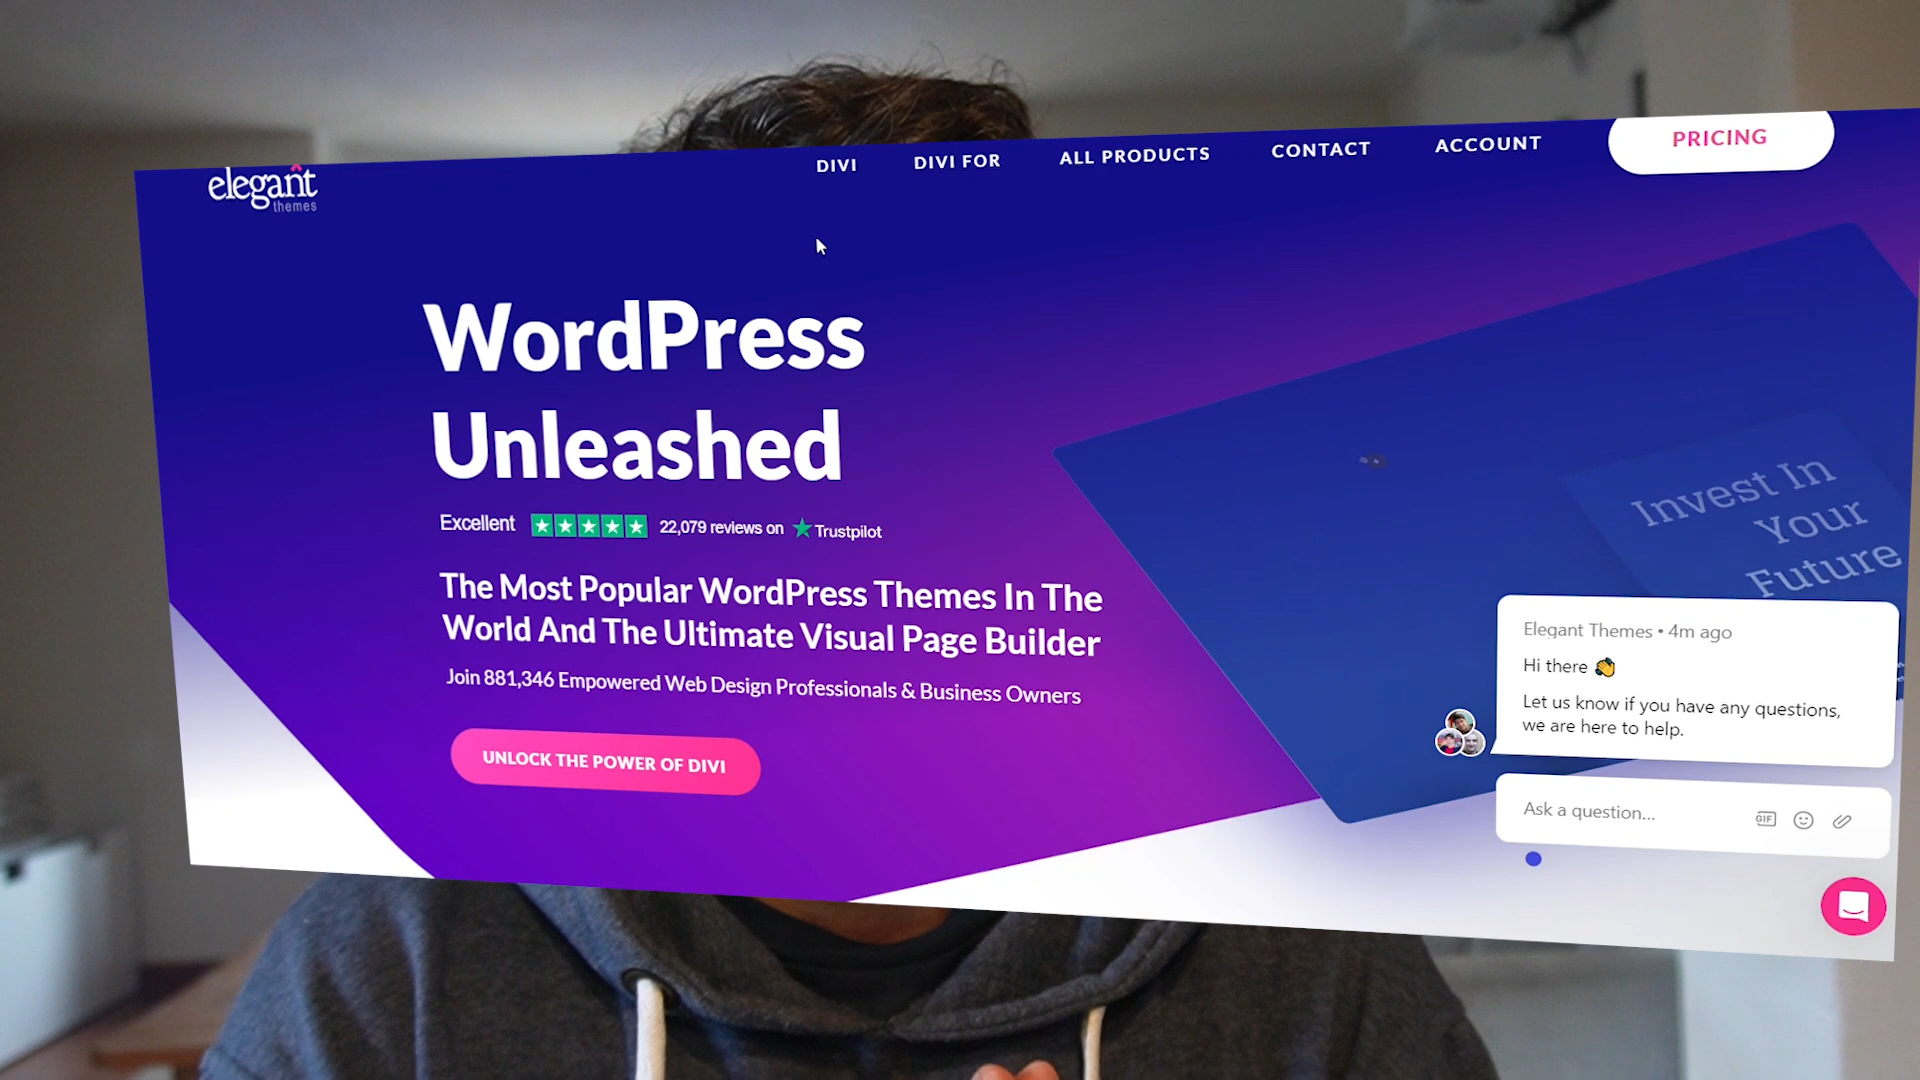 elegant
themes
DIVI
DIVI FOR
ALL PRODUCTS
CONTACT
ACCOUNT
PRICING
WordPress
Unleashed
Excellent
22,079 reviews on Trustpilot
The Most Popular WordPress Themes In The
World And The Ultimate Visual Page Builder
Join 881,346 Empowered Web Design Professionals & Business Owners
UNLOCK THE POWER OF DIVI
Invest In
Your
Future
Elegant Themes • 4m ago
Hi there 👋
Let us know if you have any questions,
we are here to help.
Ask a question...
GIF